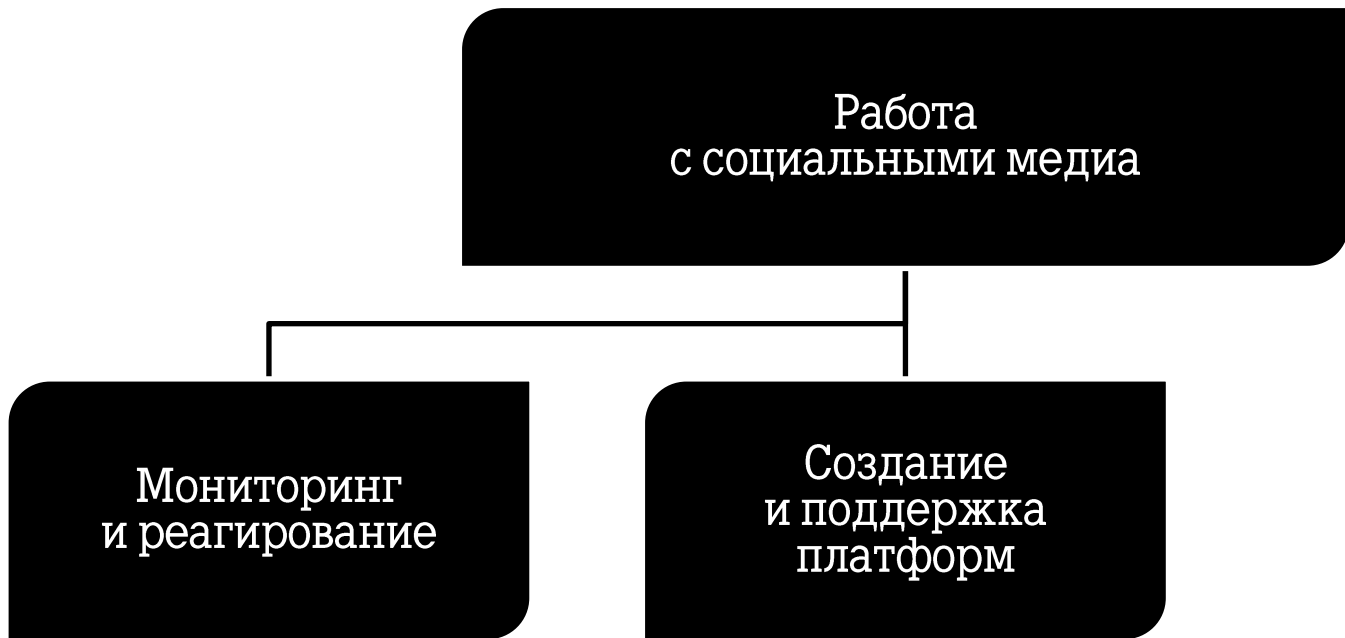 Работа
с социальными медиа
Мониторинг
и реагирование
Создание
и поддержка
платформ